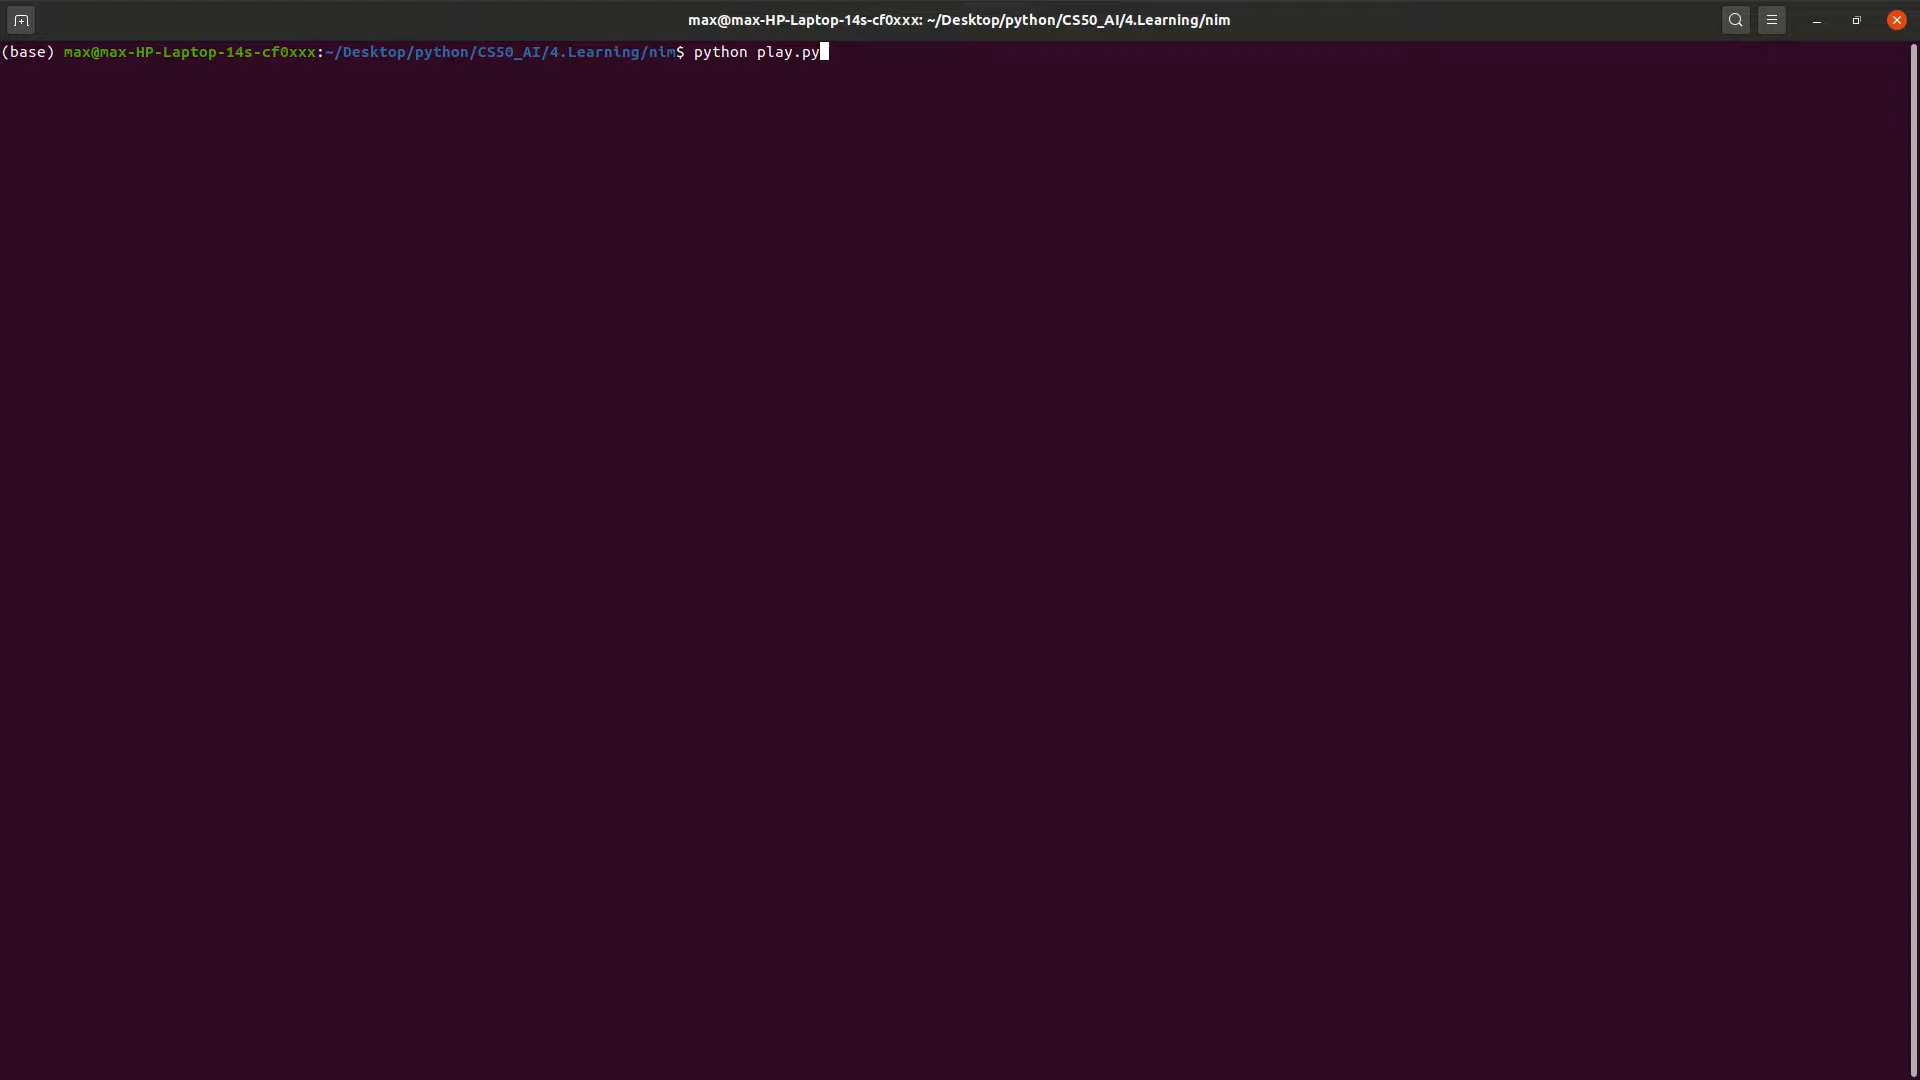 max@max-HP-Laptop-14s-cf0xxx: ~/Desktop/python/CS50_AI/4.Learning/nim
(base) max@max-HP-Laptop-14s-cf0xxx:~/Desktop/python/CS50_AI/4.Learning/nim$ python play.py